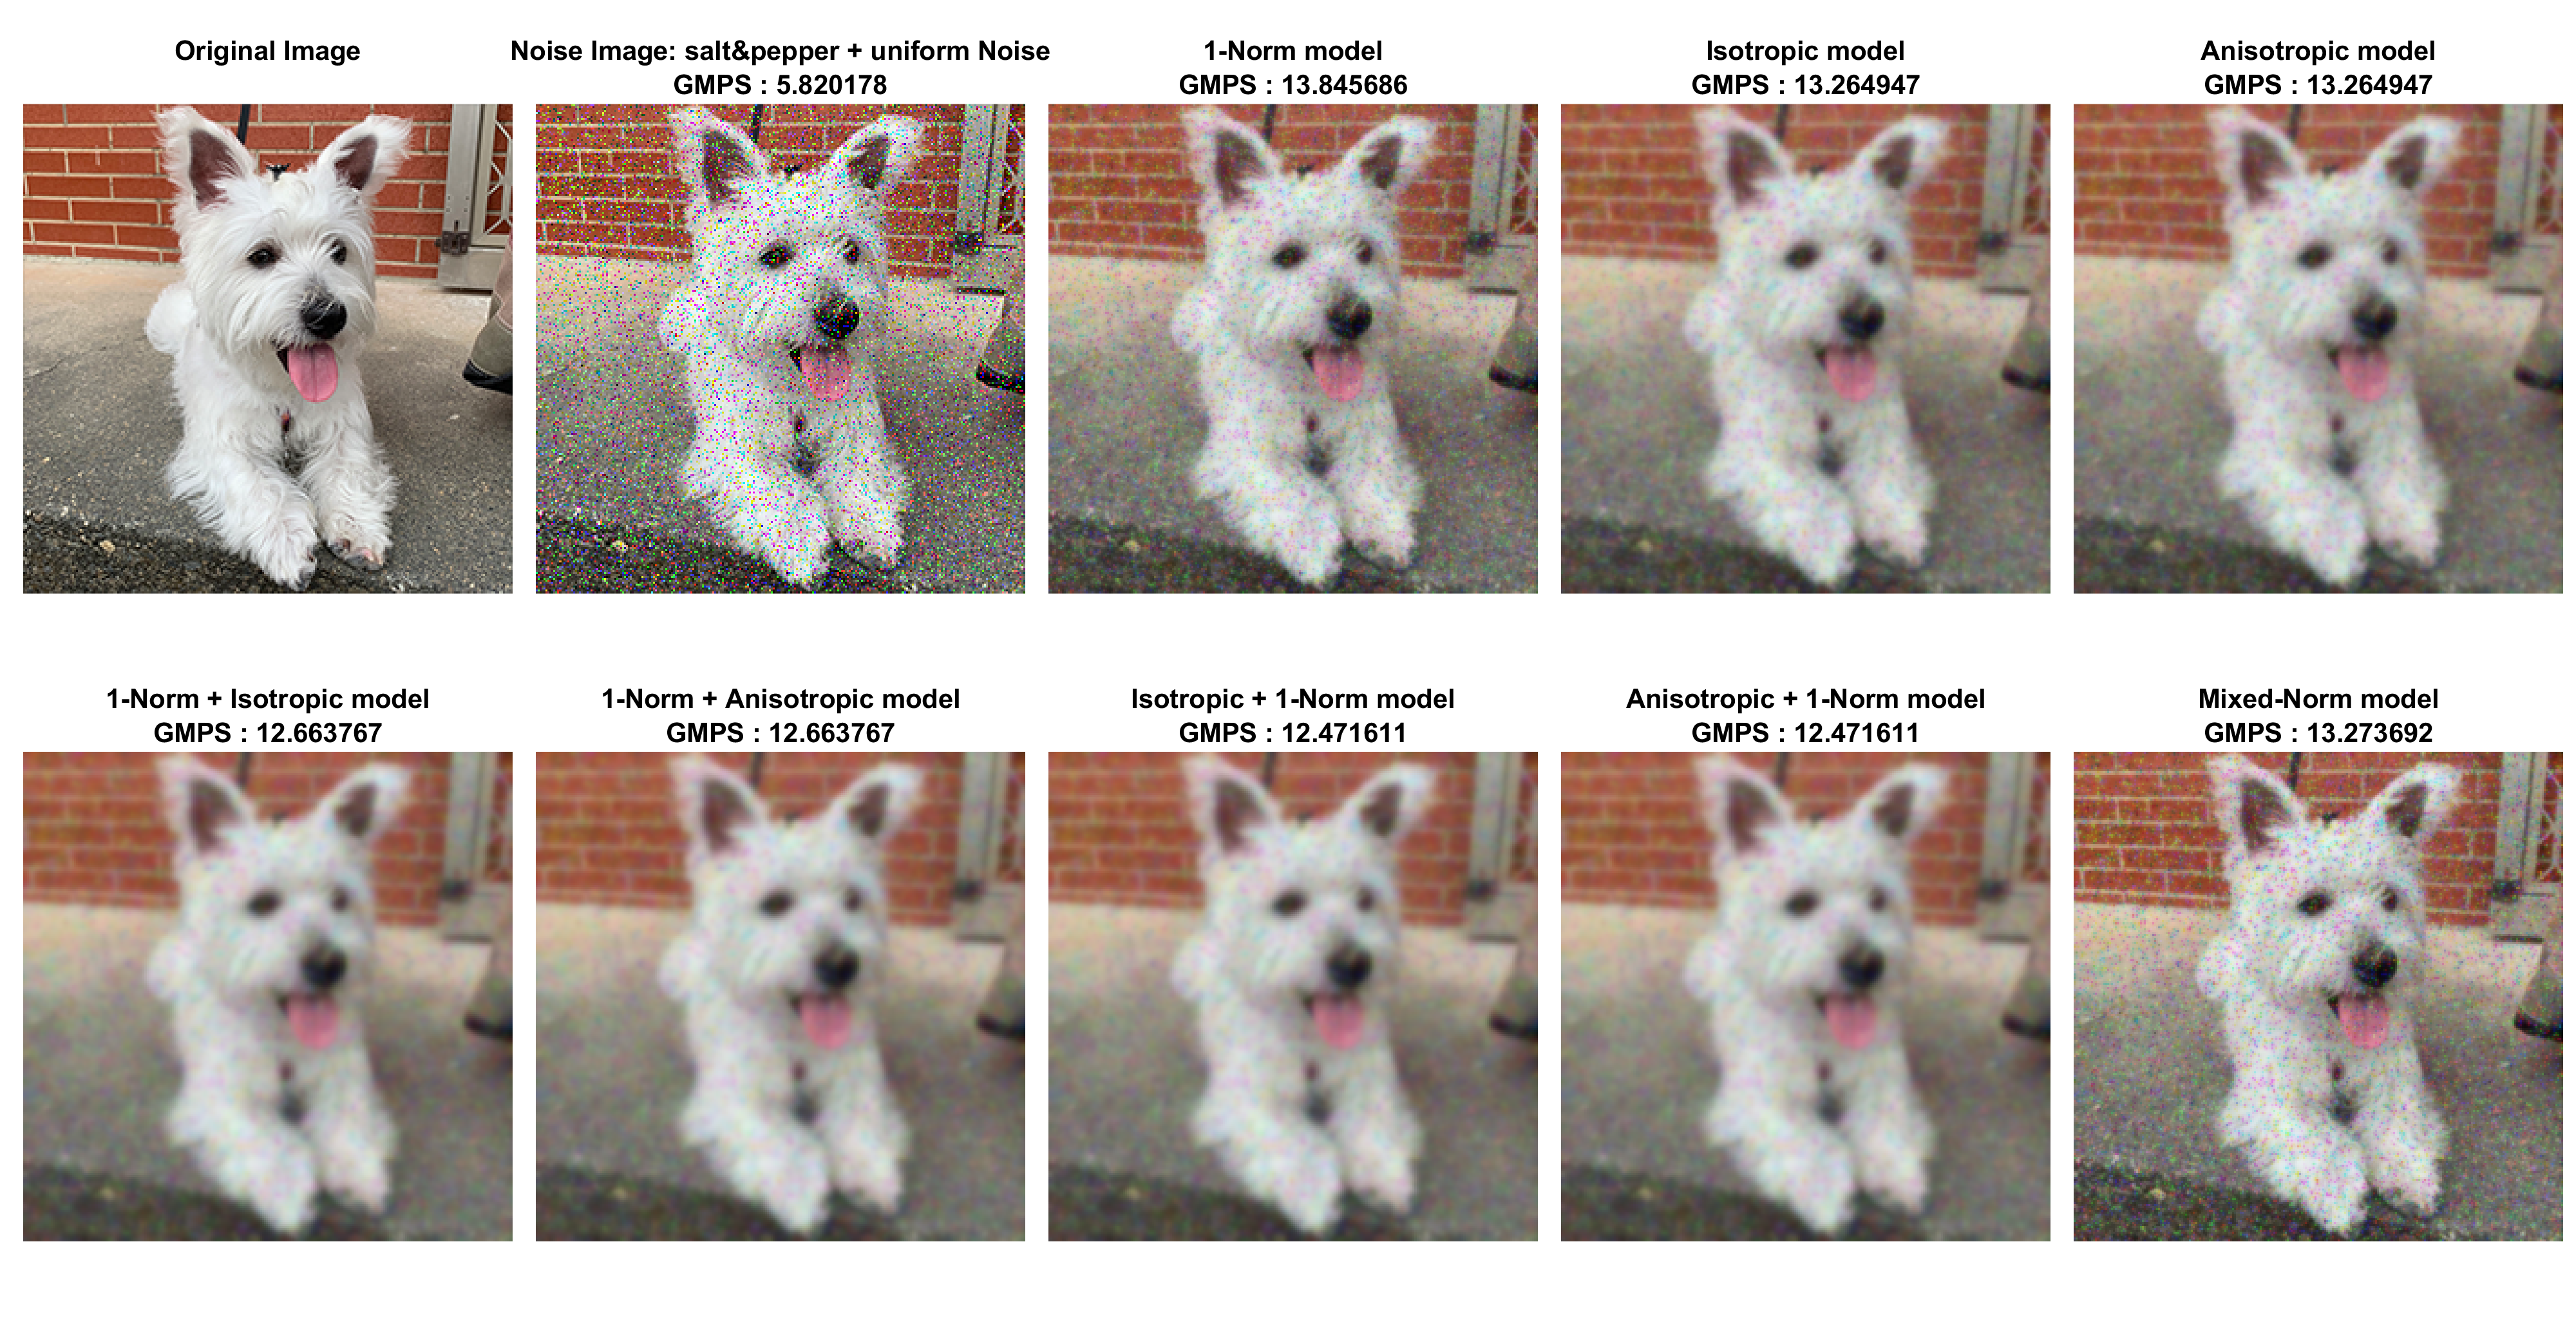 Original Image
Noise Image: salt&pepper + uniform Noise
GMPS : 5.820178
1-Norm model
GMPS : 13.845686
Isotropic model
GMPS : 13.264947
Anisotropic model
GMPS : 13.264947
1-Norm + Isotropic model
GMPS : 12.663767
1-Norm + Anisotropic model
GMPS : 12.663767
Isotropic + 1-Norm model
GMPS : 12.471611
Anisotropic + 1-Norm model
GMPS : 12.471611
Mixed-Norm model
GMPS : 13.273692